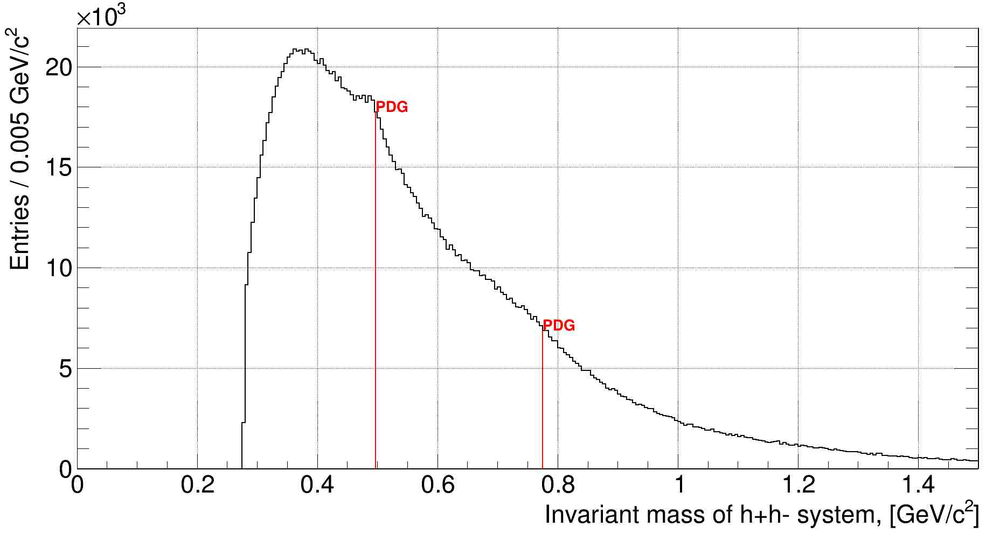 ×10³
Entries / 0.005 GeV/c²
20
15
10
5
0
PDG
PDG
0 0.2 0.4 0.6 0.8 1 1.2 1.4
Invariant mass of h+h- system, [GeV/c²]